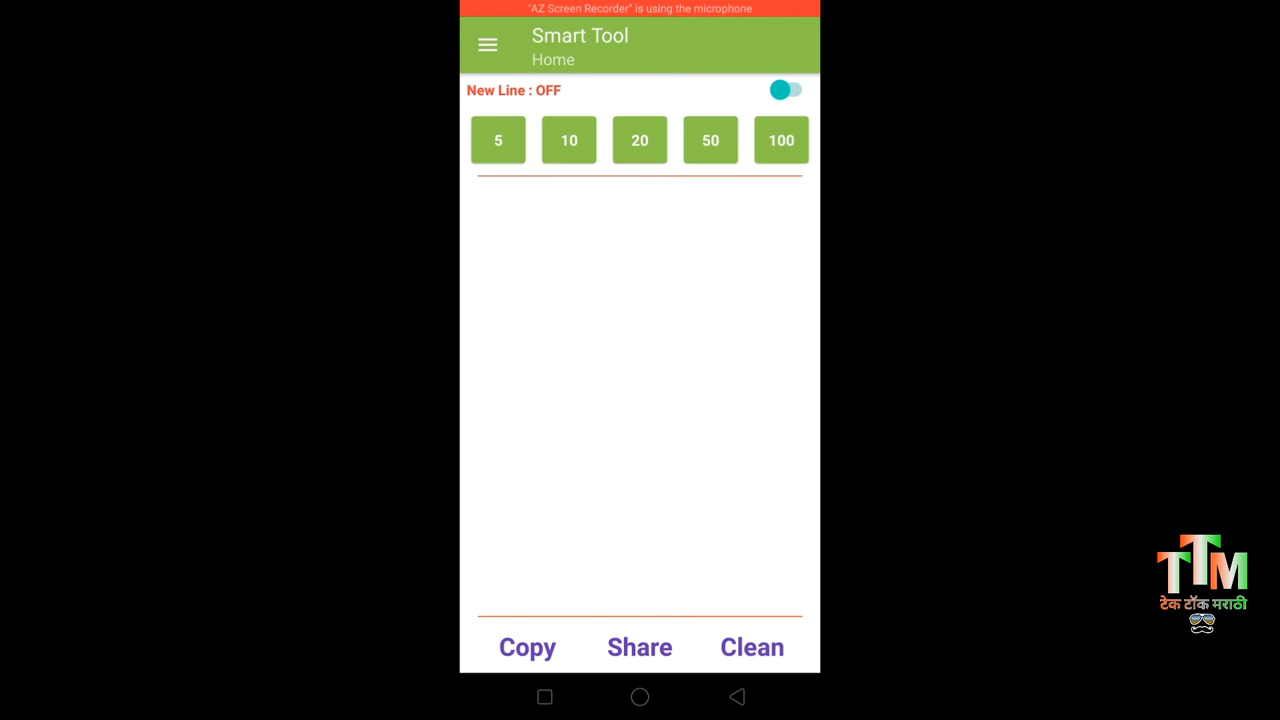 "AZ Screen Recorder" is using the microphone
Smart Tool
Home
New Line : OFF
5 10 20 50 100
Copy Share Clean
TTM
टेक टॉक मराठी